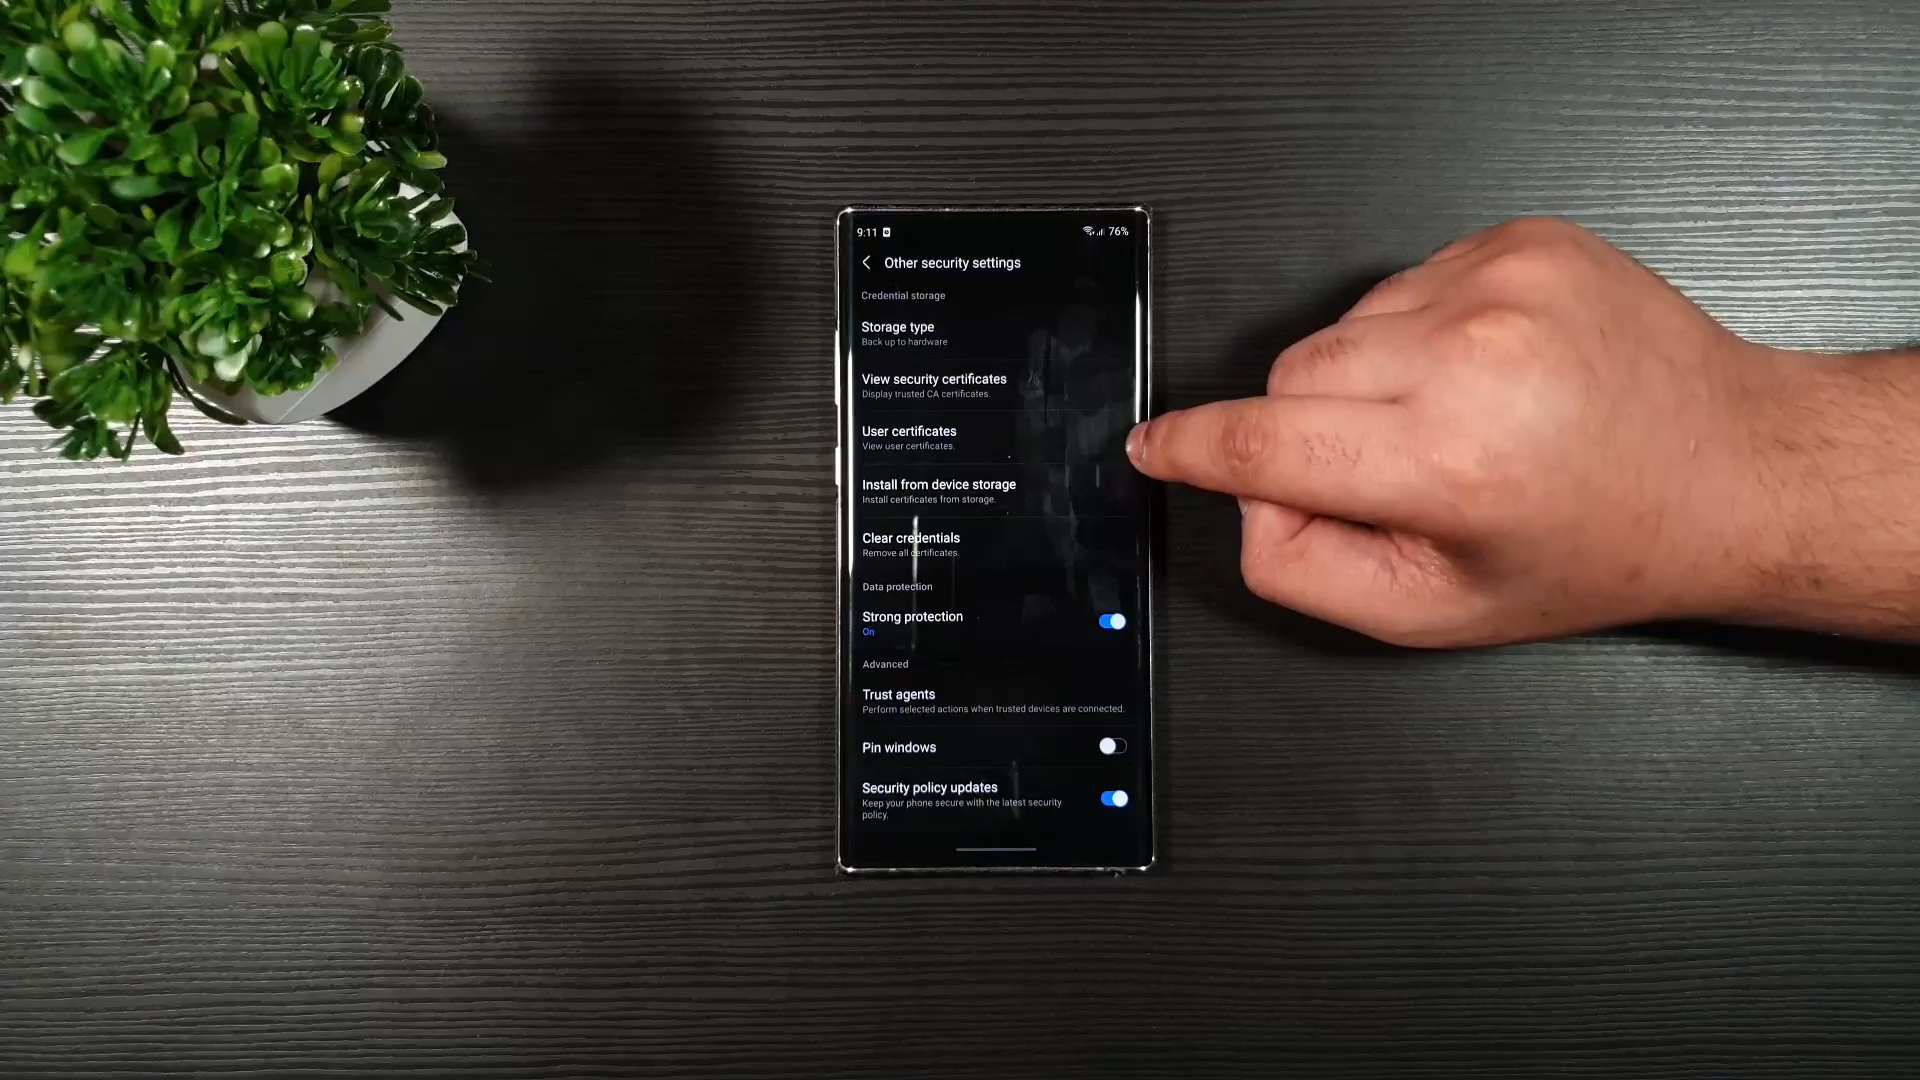 9:11 76%
Other security settings
Credential storage
Storage type
Back up to hardware
View security certificates
Display trusted CA certificates.
User certificates
View user certificates.
Install from device storage
Install certificates from storage.
Clear credentials
Remove all certificates.
Data protection
Strong protection
On
Advanced
Trust agents
Perform selected actions when trusted devices are connected.
Pin windows
Security policy updates
Keep your phone secure with the latest security
policy.